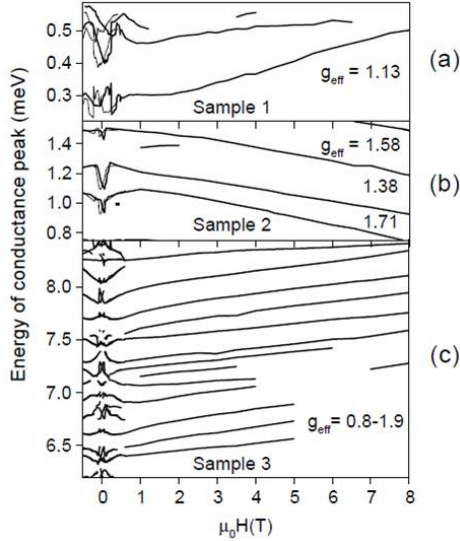 0.5
0.4
0.3
Sample 1
g_eff = 1.13
(a)
1.4
1.2
1.0
g_eff = 1.58
1.38
1.71
Sample 2
(b)
8.0
7.5
7.0
6.5
g_eff = 0.8-1.9
Sample 3
(c)
Energy of conductance peak (meV)
0 1 2 3 4 5 6 7 8
μ₀H(T)